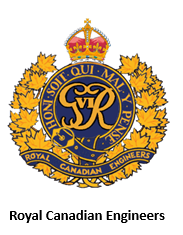 HONI SOIT QUI MAL Y PENSE
GVIR
ROYAL CANADIAN ENGINEERS
Royal Canadian Engineers